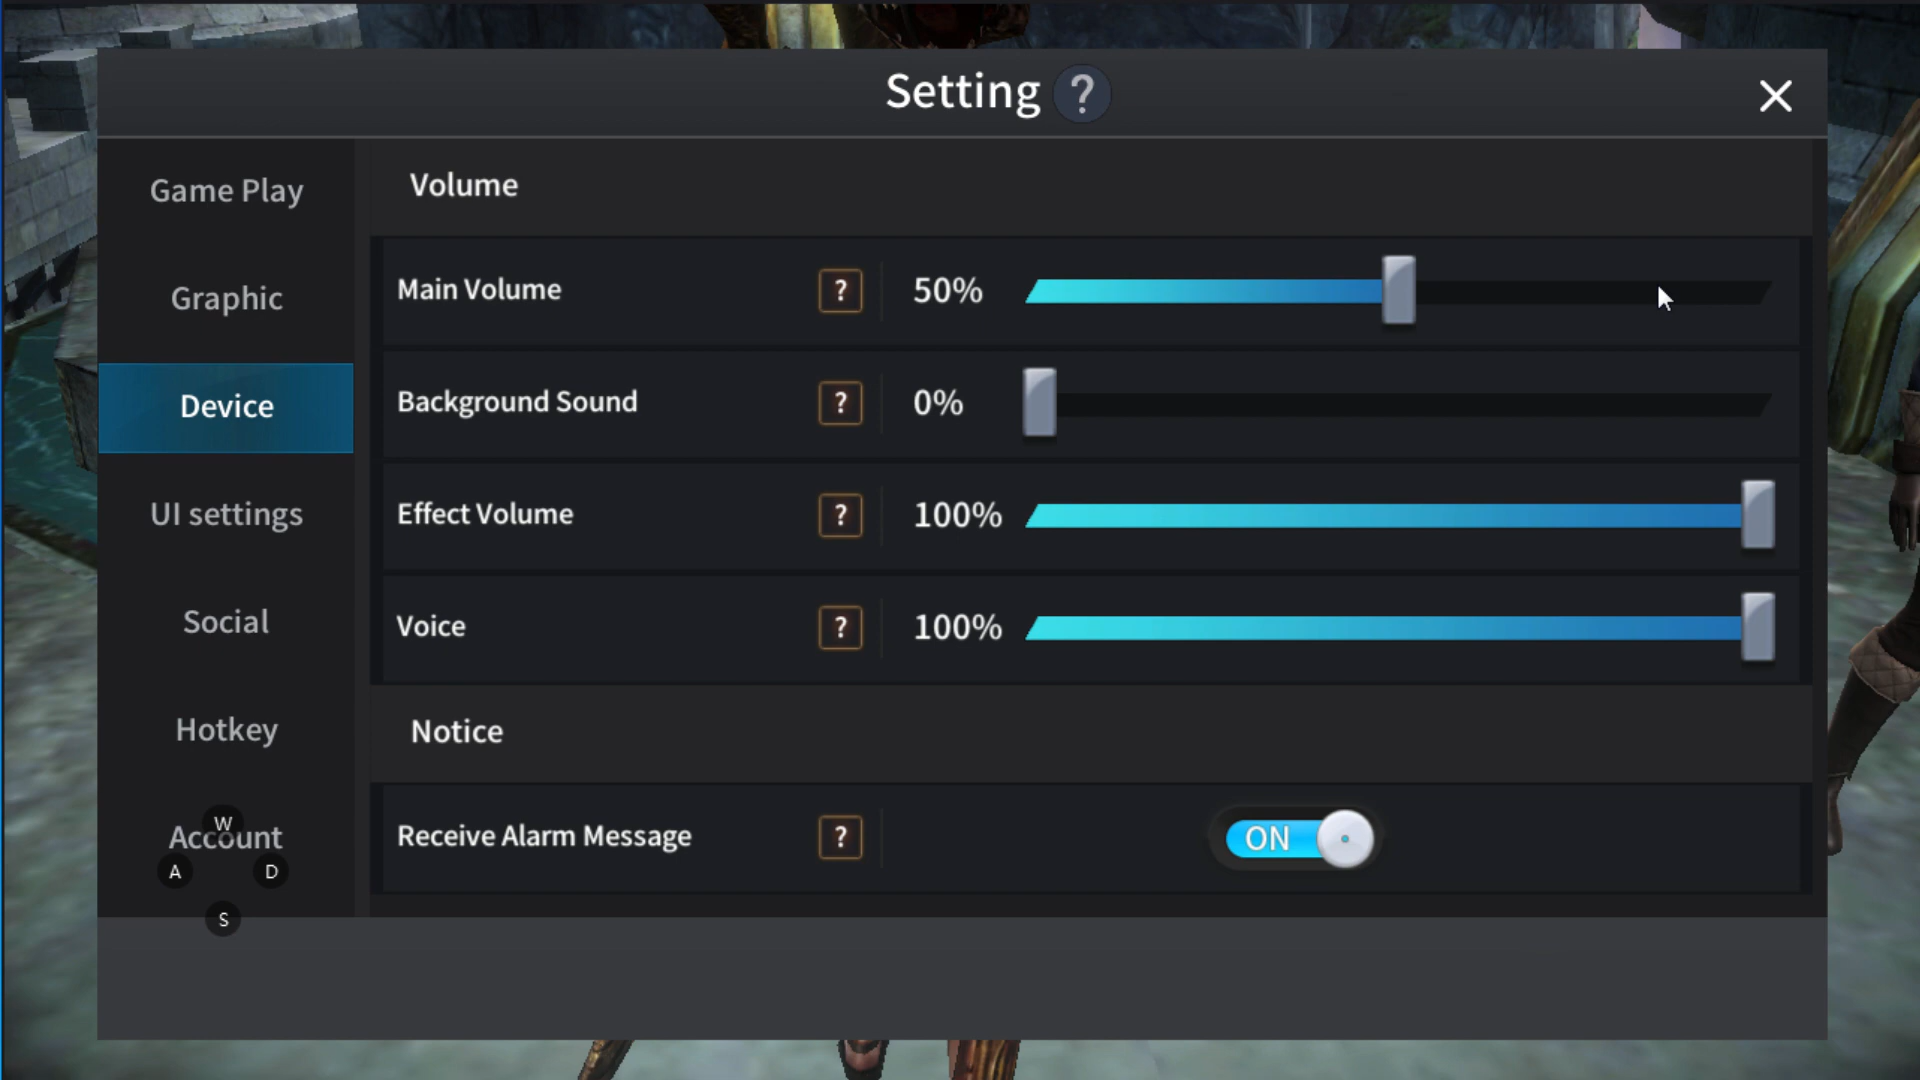 Setting ?
Game Play
Graphic
Device
UI settings
Social
Hotkey
Account
W
A
D
S
Volume
Main Volume ? 50%
Background Sound ? 0%
Effect Volume ? 100%
Voice ? 100%
Notice
Receive Alarm Message ? ON